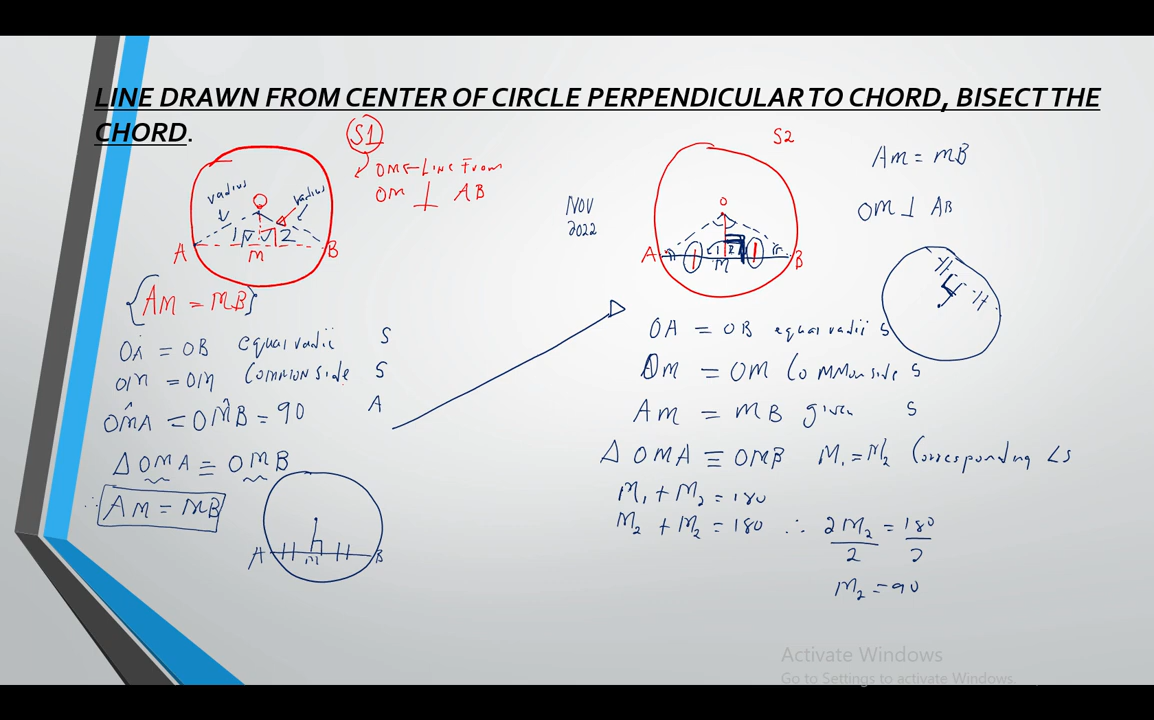 LINE DRAWN FROM CENTER OF CIRCLE PERPENDICULAR TO CHORD, BISECT THE
CHORD.
S1
OM ← Line From
OM ⊥ AB
radius
radius
O
1 2
A M B
{AM = MB}
OA = OB equal radii S
OM = OM Common side S
OM̂A = OM̂B = 90 A
Δ OMA ≡ OMB
∴ AM = MB
A M B
NOV
2022
S2
O
1 2
A M B
AM = MB
OM ⊥ AB
OA = OB equal radii S
OM = OM Common side S
AM = MB given S
Δ OMA ≡ OMB M₁ = M₂ Corresponding ∠s
M₁ + M₂ = 180
M₂ + M₂ = 180 ∴ 2M₂ = 180
2 2
M₂ = 90
Activate Windows
Go to Settings to activate Windows.